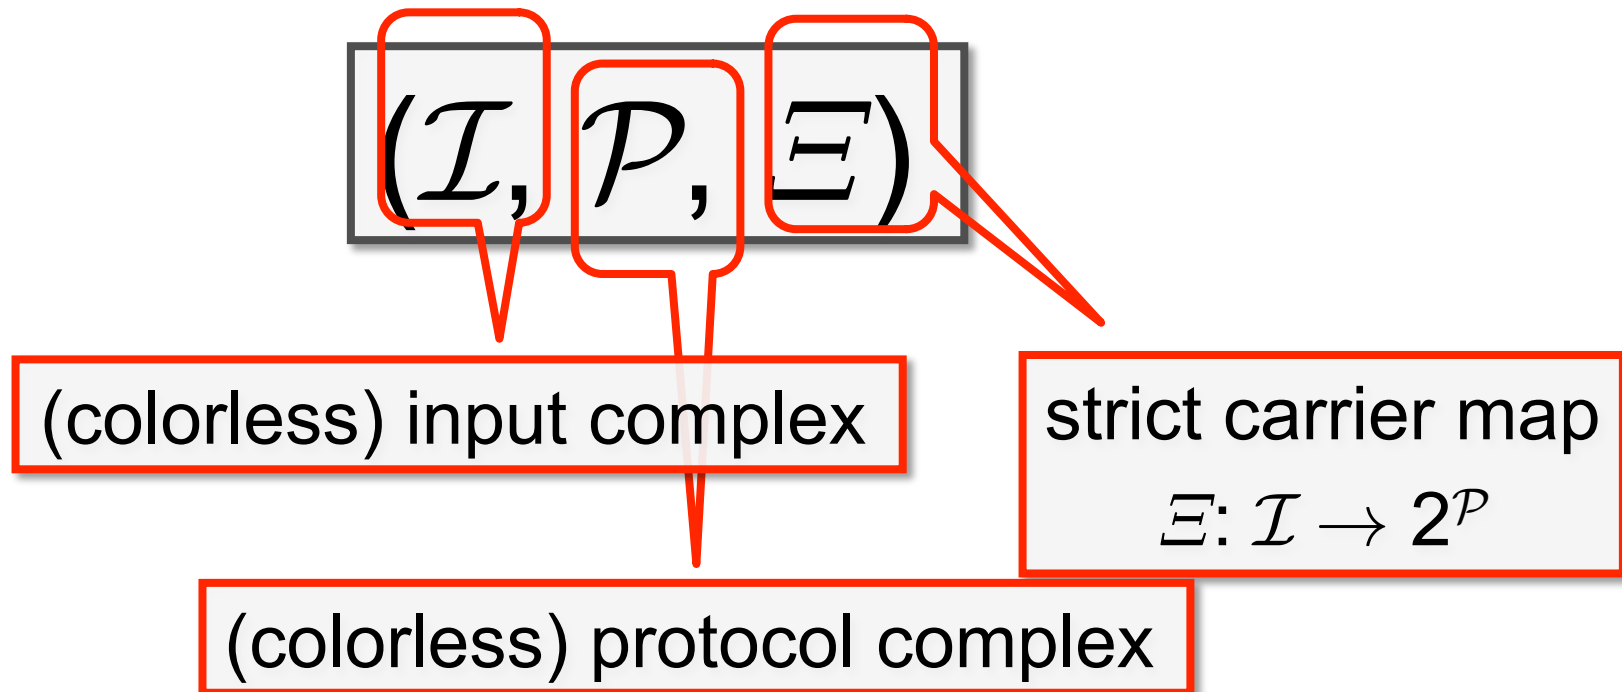 (ℐ, 𝒫, Ξ)
(colorless) input complex
strict carrier map
Ξ: ℐ → 2^𝒫
(colorless) protocol complex